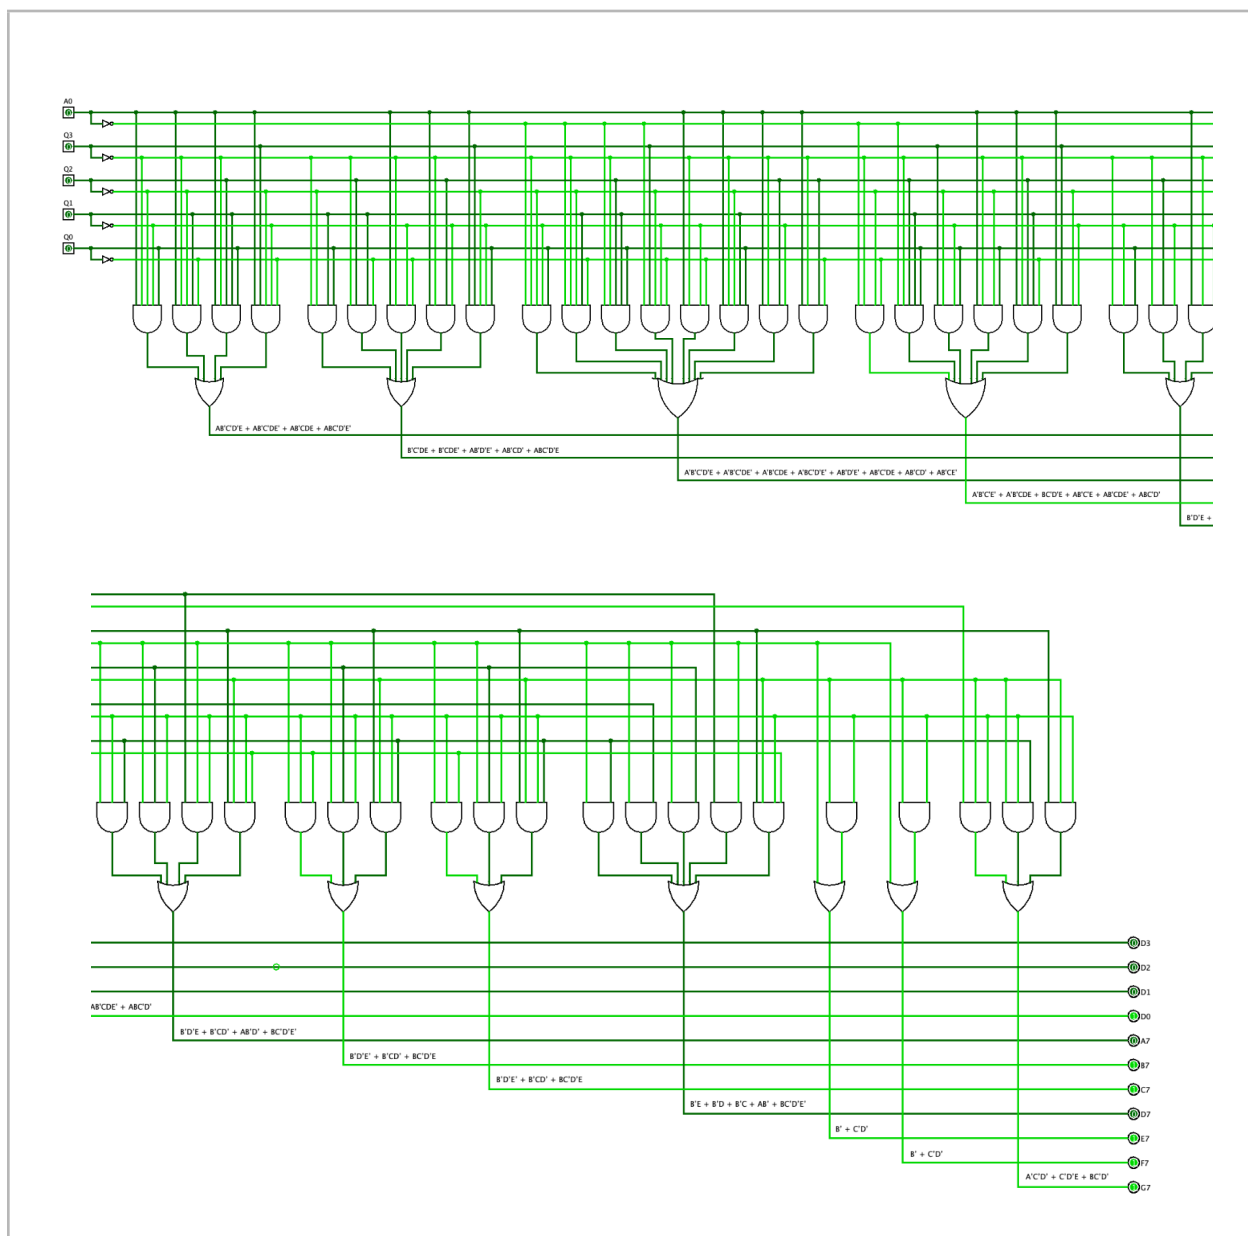 A0
Q3
Q2
Q1
Q0
AB'C'D'E + AB'C'DE' + AB'CDE + ABC'D'E'
B'C'DE + B'CDE' + AB'D'E' + AB'CD' + ABC'D'E
A'B'C'D'E + A'B'C'DE' + A'B'CDE + A'BC'D'E' + AB'D'E' + AB'C'DE + AB'CD' + AB'CE'
A'B'C'E' + A'B'CDE + BC'D'E + AB'C'E + AB'CDE' + ABC'D'
B'D'E +
D3
D2
D1
AB'CDE' + ABC'D'
D0
B'D'E + B'CD' + AB'D' + BC'D'E'
A7
B'D'E' + B'CD' + BC'D'E
B7
B'D'E' + B'CD' + BC'D'E
C7
B'E + B'D + B'C + AB' + BC'D'E'
D7
B' + C'D'
E7
B' + C'D'
F7
A'C'D' + C'D'E + BC'D'
G7